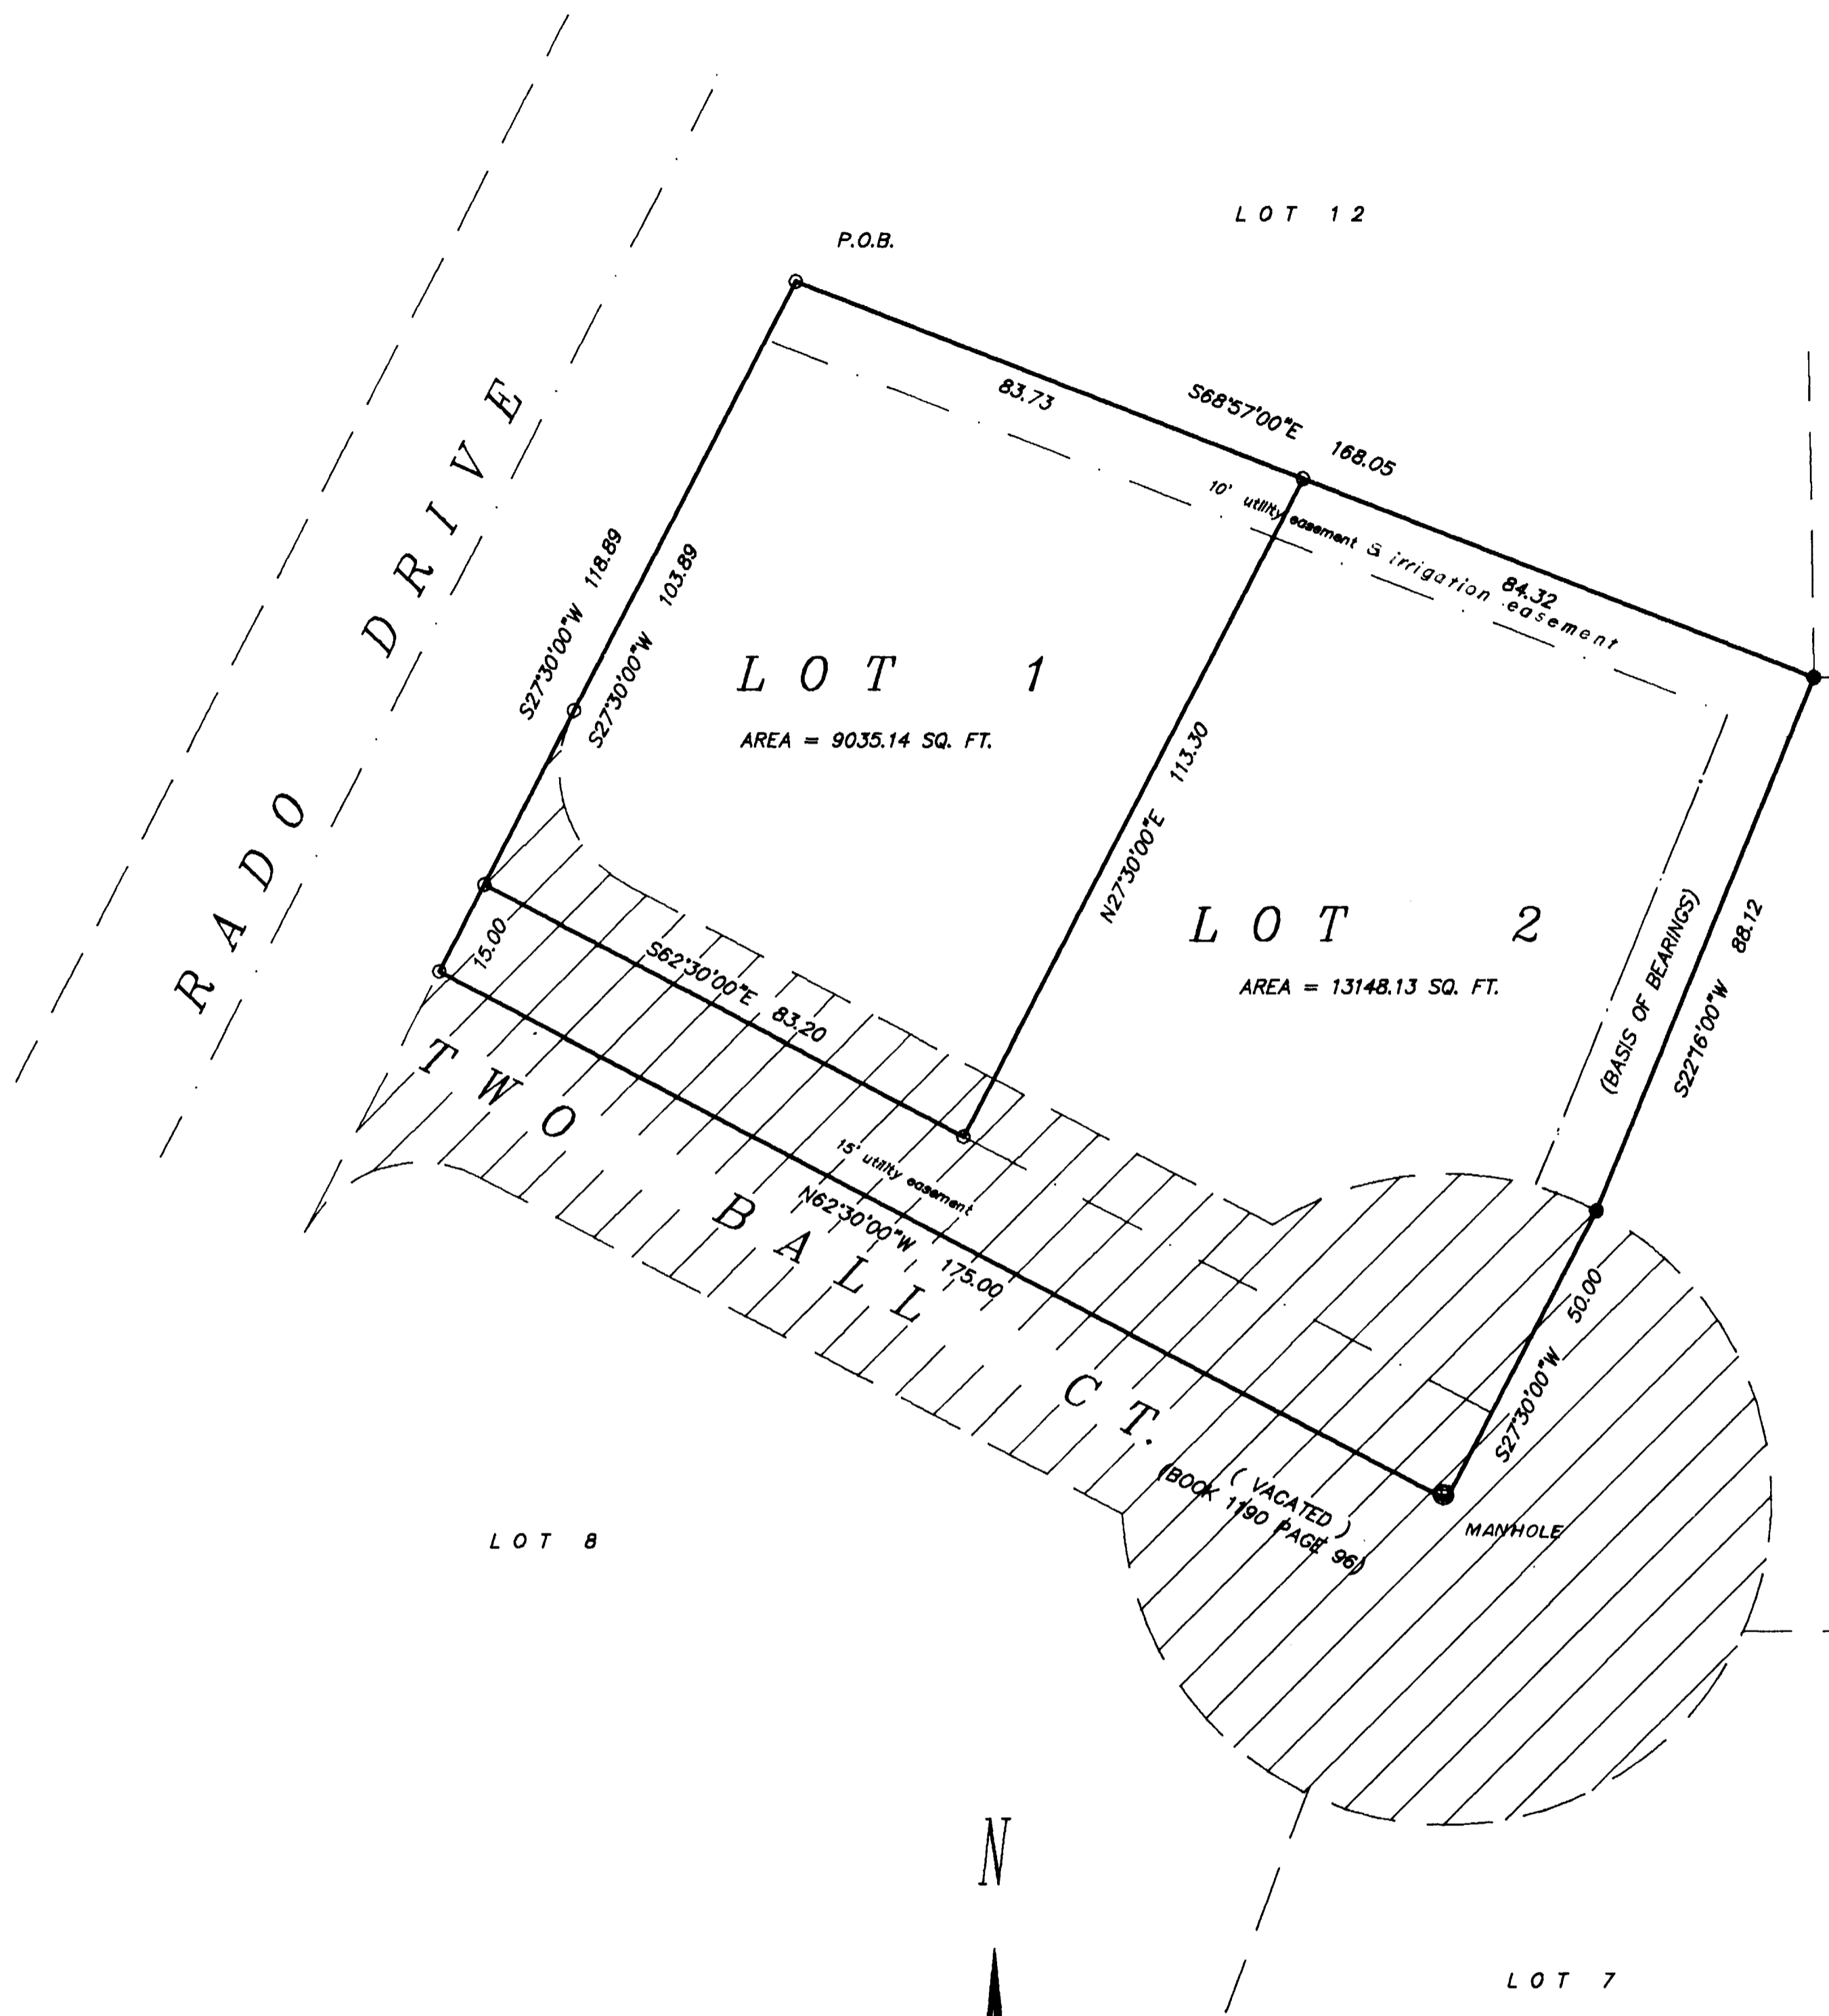 LOT 12
P.O.B.
83.73
S68°57'00"E 168.05
10' utility easement & irrigation easement
84.32
RADO DRIVE
S27°30'00"W 118.89
S27°30'00"W 103.89
LOT 1
AREA = 9035.14 SQ. FT.
N27°30'00"E 113.30
LOT 2
AREA = 13148.13 SQ. FT.
(BASIS OF BEARINGS)
S22°16'00"W 88.12
15.00
S62°30'00"E 83.20
15' utility easement
N62°30'00"W 175.00
TWO BALL CT.
( VACATED )
(BOOK 1190 PAGE 96)
S27°30'00"W 50.00
MANHOLE
LOT 8
N
LOT 7